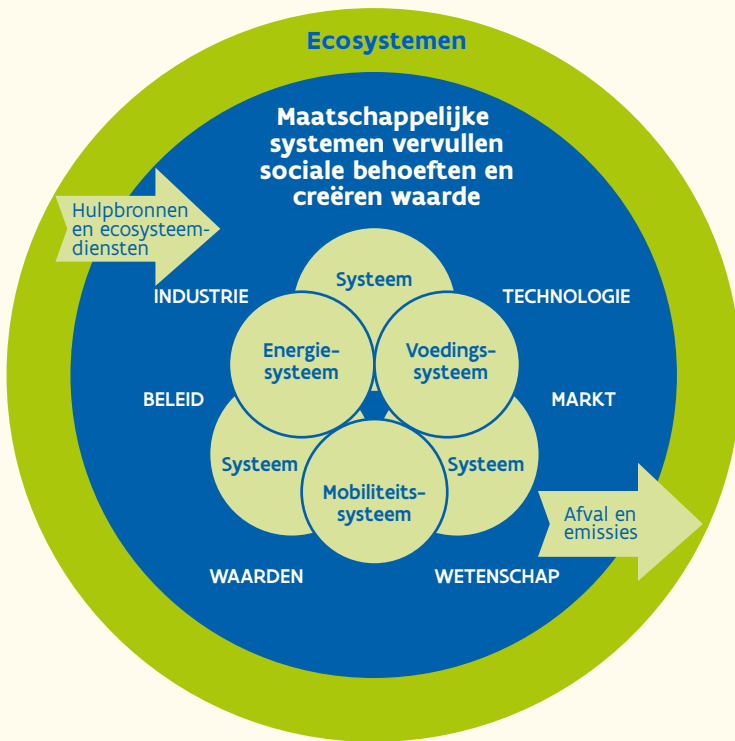 Ecosystemen
Maatschappelijke
systemen vervullen
sociale behoeften en
creëren waarde
Hulpbronnen
en ecosysteem-
diensten
Systeem
INDUSTRIE
TECHNOLOGIE
Energie-
systeem
Voedings-
systeem
BELEID
MARKT
Systeem
Systeem
Mobiliteits-
systeem
Afval en
emissies
WAARDEN
WETENSCHAP